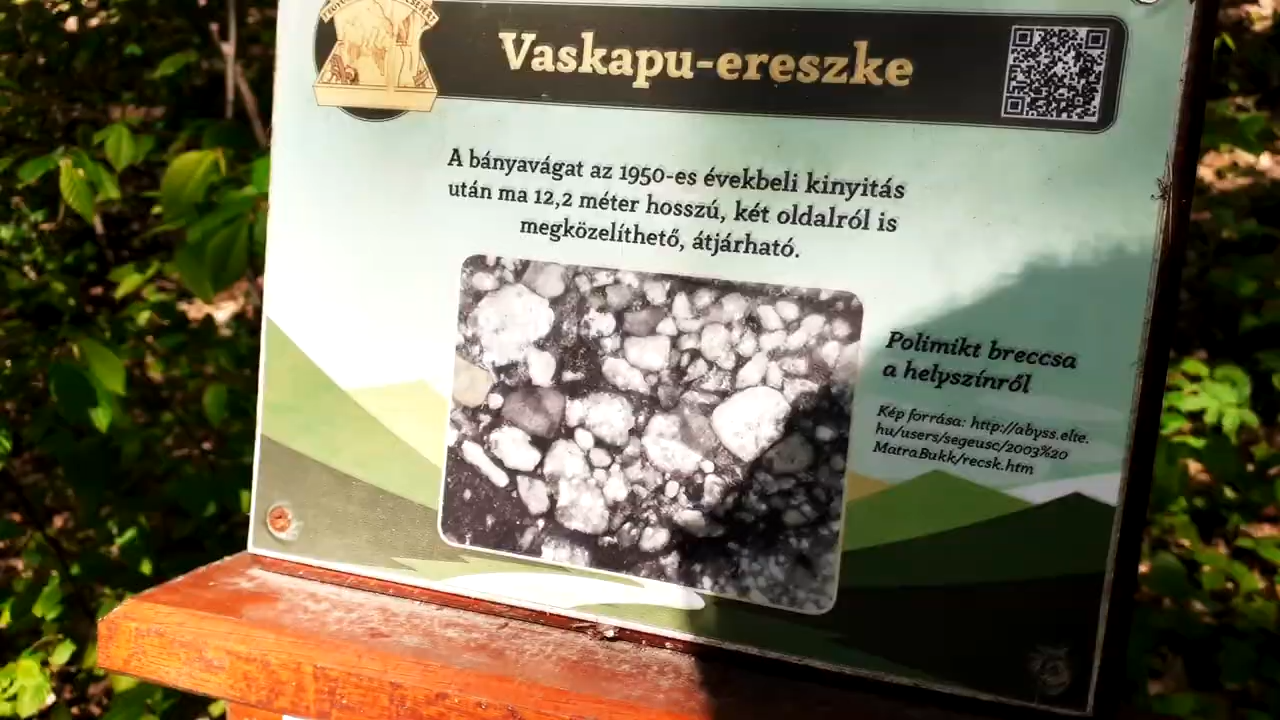 Vaskapu-ereszke
A bányavágat az 1950-es évekbeli kinyitás
után ma 12,2 méter hosszú, két oldalról is
megközelíthető, átjárható.
Polimikt breccsa
a helyszínről
Kép forrása: http://abyss.elte.
hu/users/segeusc/2003%20
MatraBukk/recsk.htm